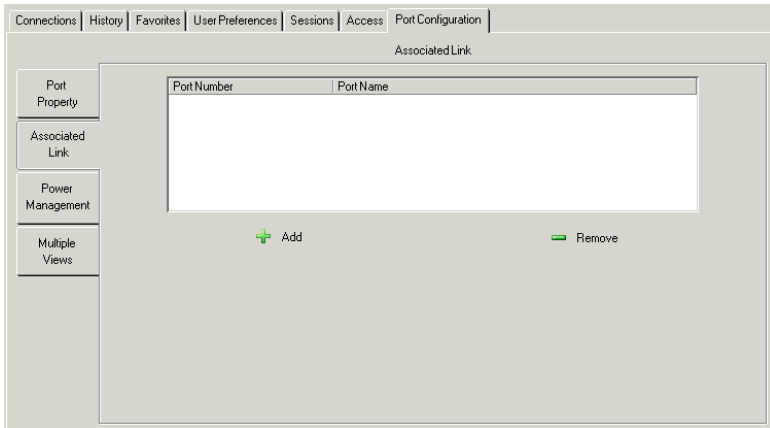 Connections History Favorites User Preferences Sessions Access Port Configuration
Associated Link
Port
Property
Associated
Link
Power
Management
Multiple
Views
Port Number Port Name
Add Remove